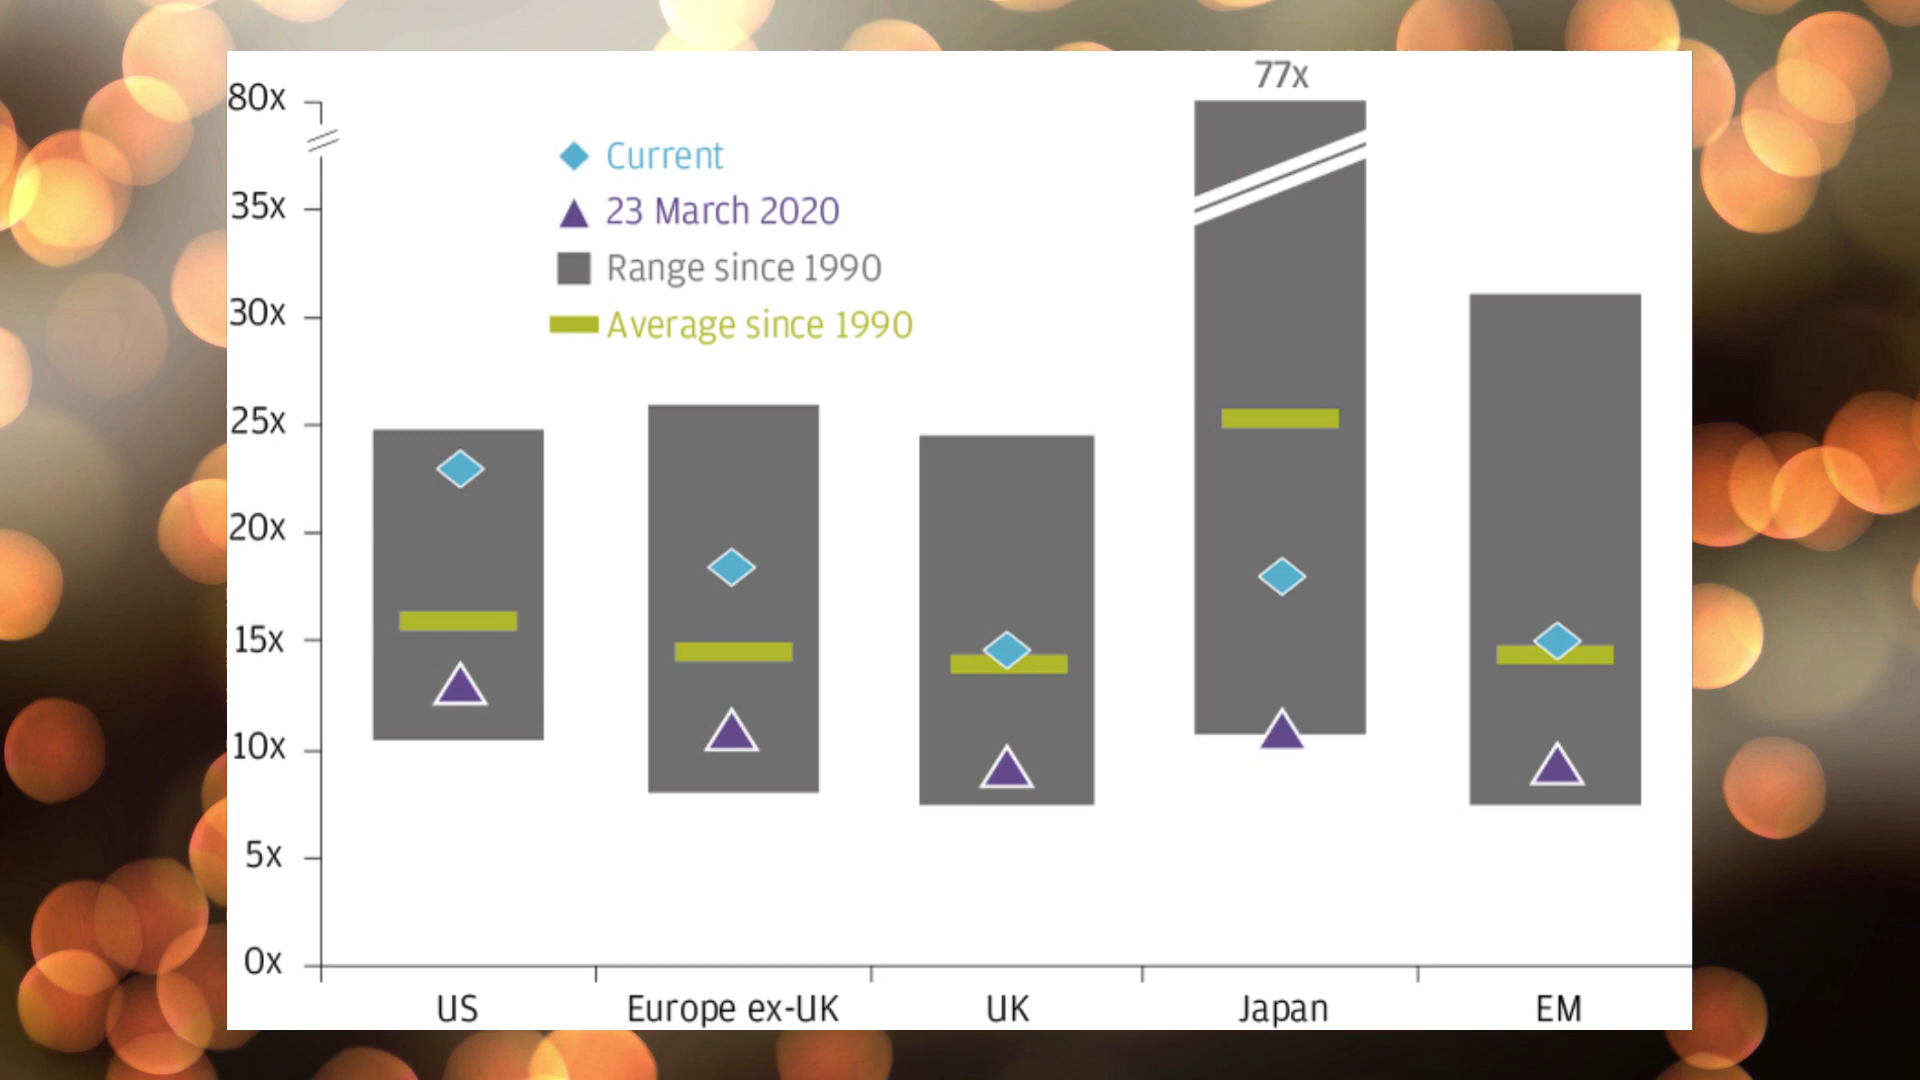 77x
80x
35x
30x
25x
20x
15x
10x
5x
0x
Current
23 March 2020
Range since 1990
Average since 1990
US
Europe ex-UK
UK
Japan
EM